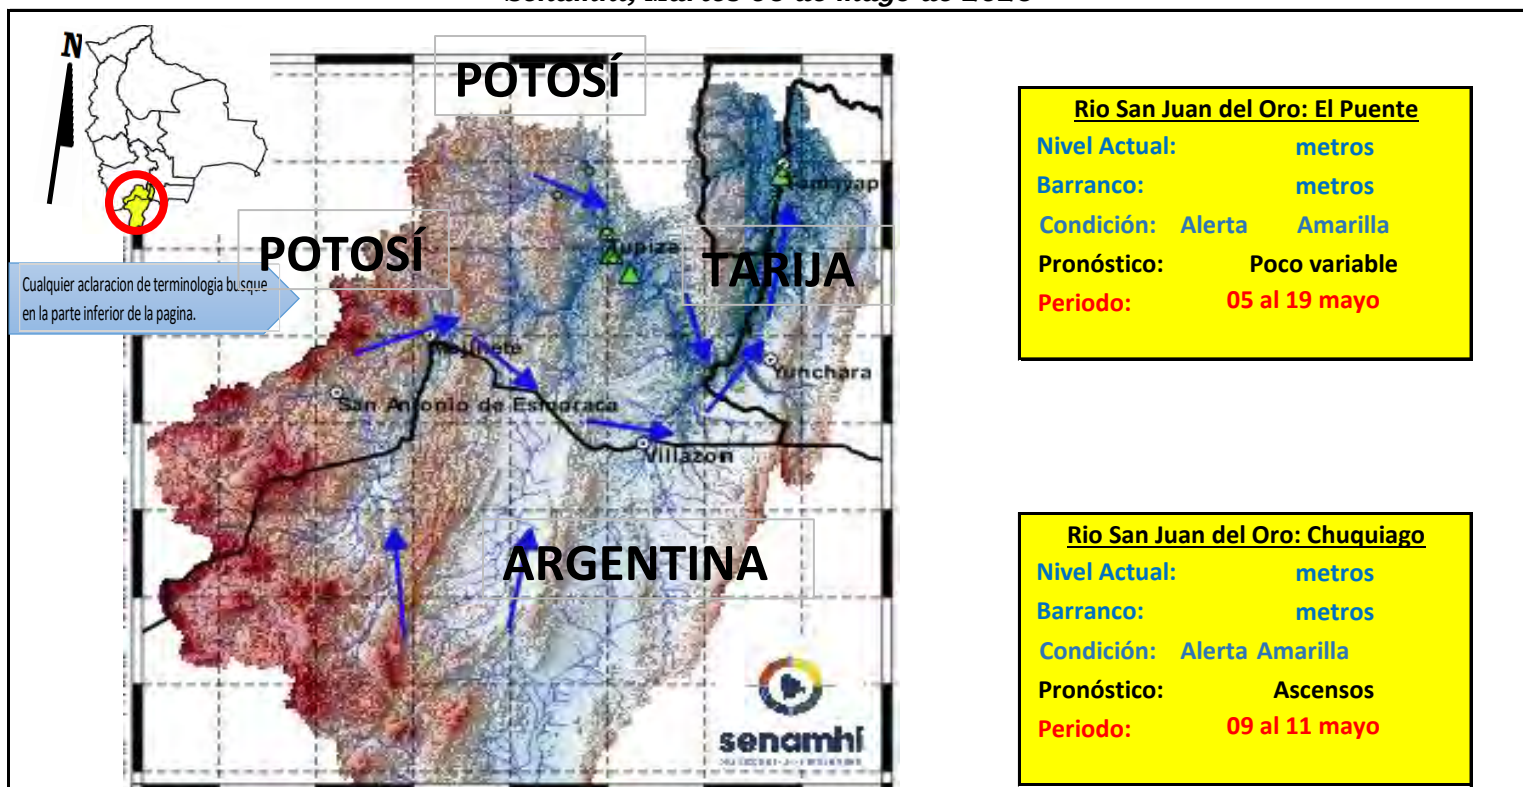 N
POTOSÍ
POTOSÍ
TARIJA
Tupiza
Cualquier aclaracion de terminologia busque
en la parte inferior de la pagina.
San Antonio de Esmoraca
Yunchara
Villazon
ARGENTINA
senamhi
Rio San Juan del Oro: El Puente
Nivel Actual: metros
Barranco: metros
Condición: Alerta Amarilla
Pronóstico: Poco variable
Periodo: 05 al 19 mayo
Rio San Juan del Oro: Chuquiago
Nivel Actual: metros
Barranco: metros
Condición: Alerta Amarilla
Pronóstico: Ascensos
Periodo: 09 al 11 mayo